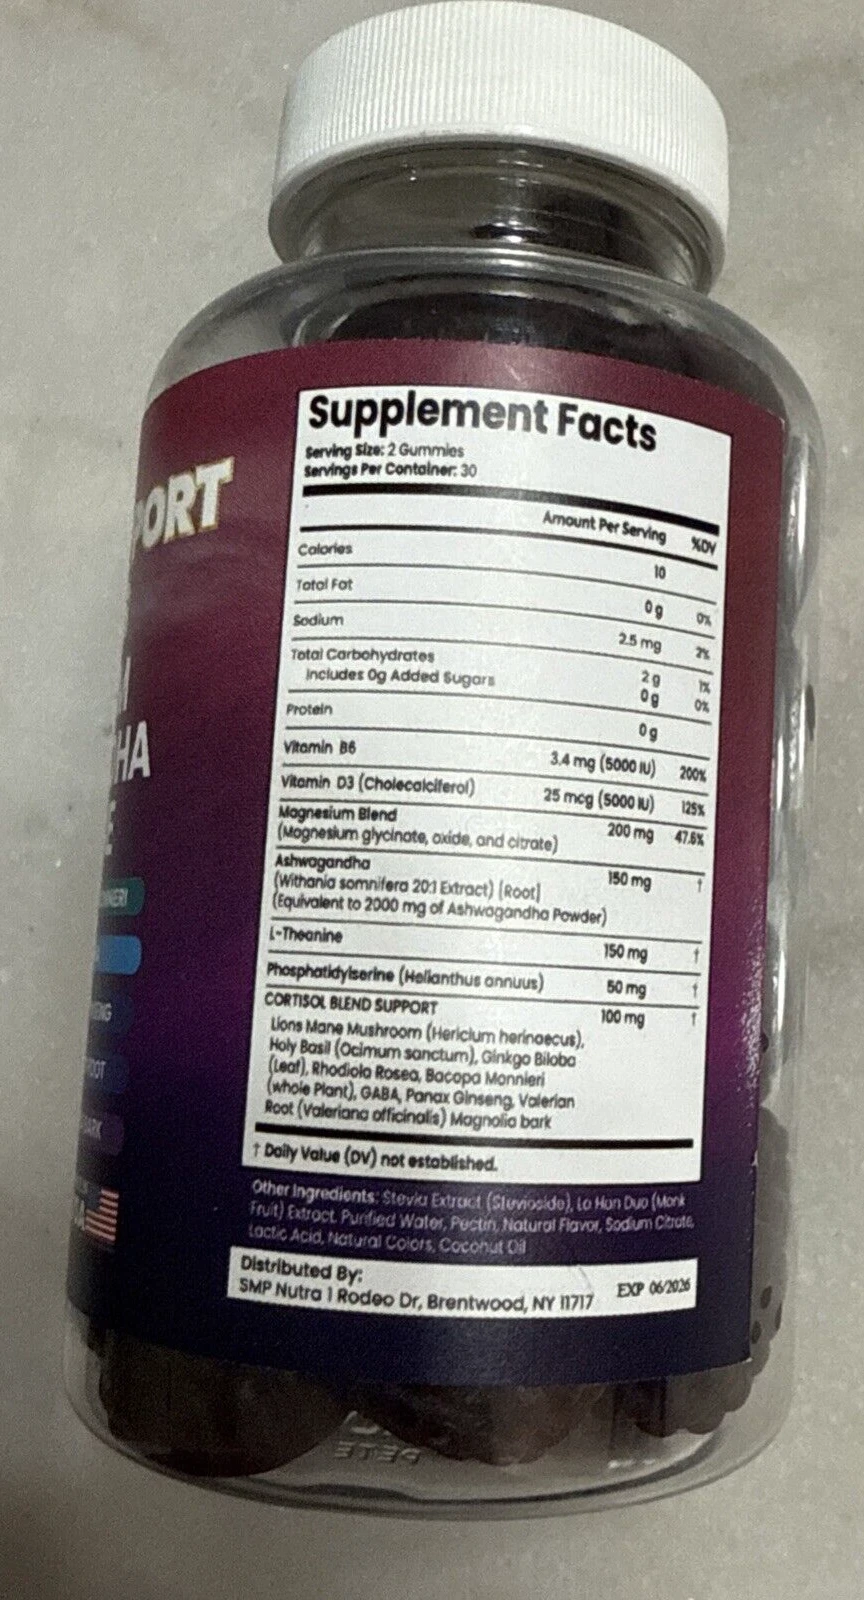 Supplement Facts
Serving Size: 2 Gummies
Servings Per Container: 30
Amount Per Serving %DV
Calories 10
Total Fat 0 g 0%
Sodium 2.5 mg 2%
Total Carbohydrates 2 g 1%
Includes 0g Added Sugars 0 g 0%
Protein 0 g
Vitamin B6 3.4 mg (5000 IU) 200%
Vitamin D3 (Cholecalciferol) 25 mcg (5000 IU) 125%
Magnesium Blend 200 mg 47.6%
(Magnesium glycinate, oxide, and citrate)
Ashwagandha 150 mg †
(Withania somnifera 20:1 Extract) [Root]
(Equivalent to 2000 mg of Ashwagandha Powder)
L-Theanine 150 mg †
Phosphatidylserine (Helianthus annuus) 50 mg †
CORTISOL BLEND SUPPORT 100 mg †
Lions Mane Mushroom (Hericium herinaecus),
Holy Basil (Ocimum sanctum), Ginkgo Biloba
(Leaf), Rhodiola Rosea, Bacopa Monnieri
(whole Plant), GABA, Panax Ginseng, Valerian
Root (Valeriana officinalis) Magnolia bark
† Daily Value (DV) not established.
Other Ingredients: Stevia Extract (Stevioside), Lo Han Duo (Monk
Fruit) Extract, Purified Water, Pectin, Natural Flavor, Sodium Citrate,
Lactic Acid, Natural Colors, Coconut Oil
Distributed By:
SMP Nutra 1 Rodeo Dr, Brentwood, NY 11717 EXP 06/2026
PORT
HA
E
OOT
ARK
PETE